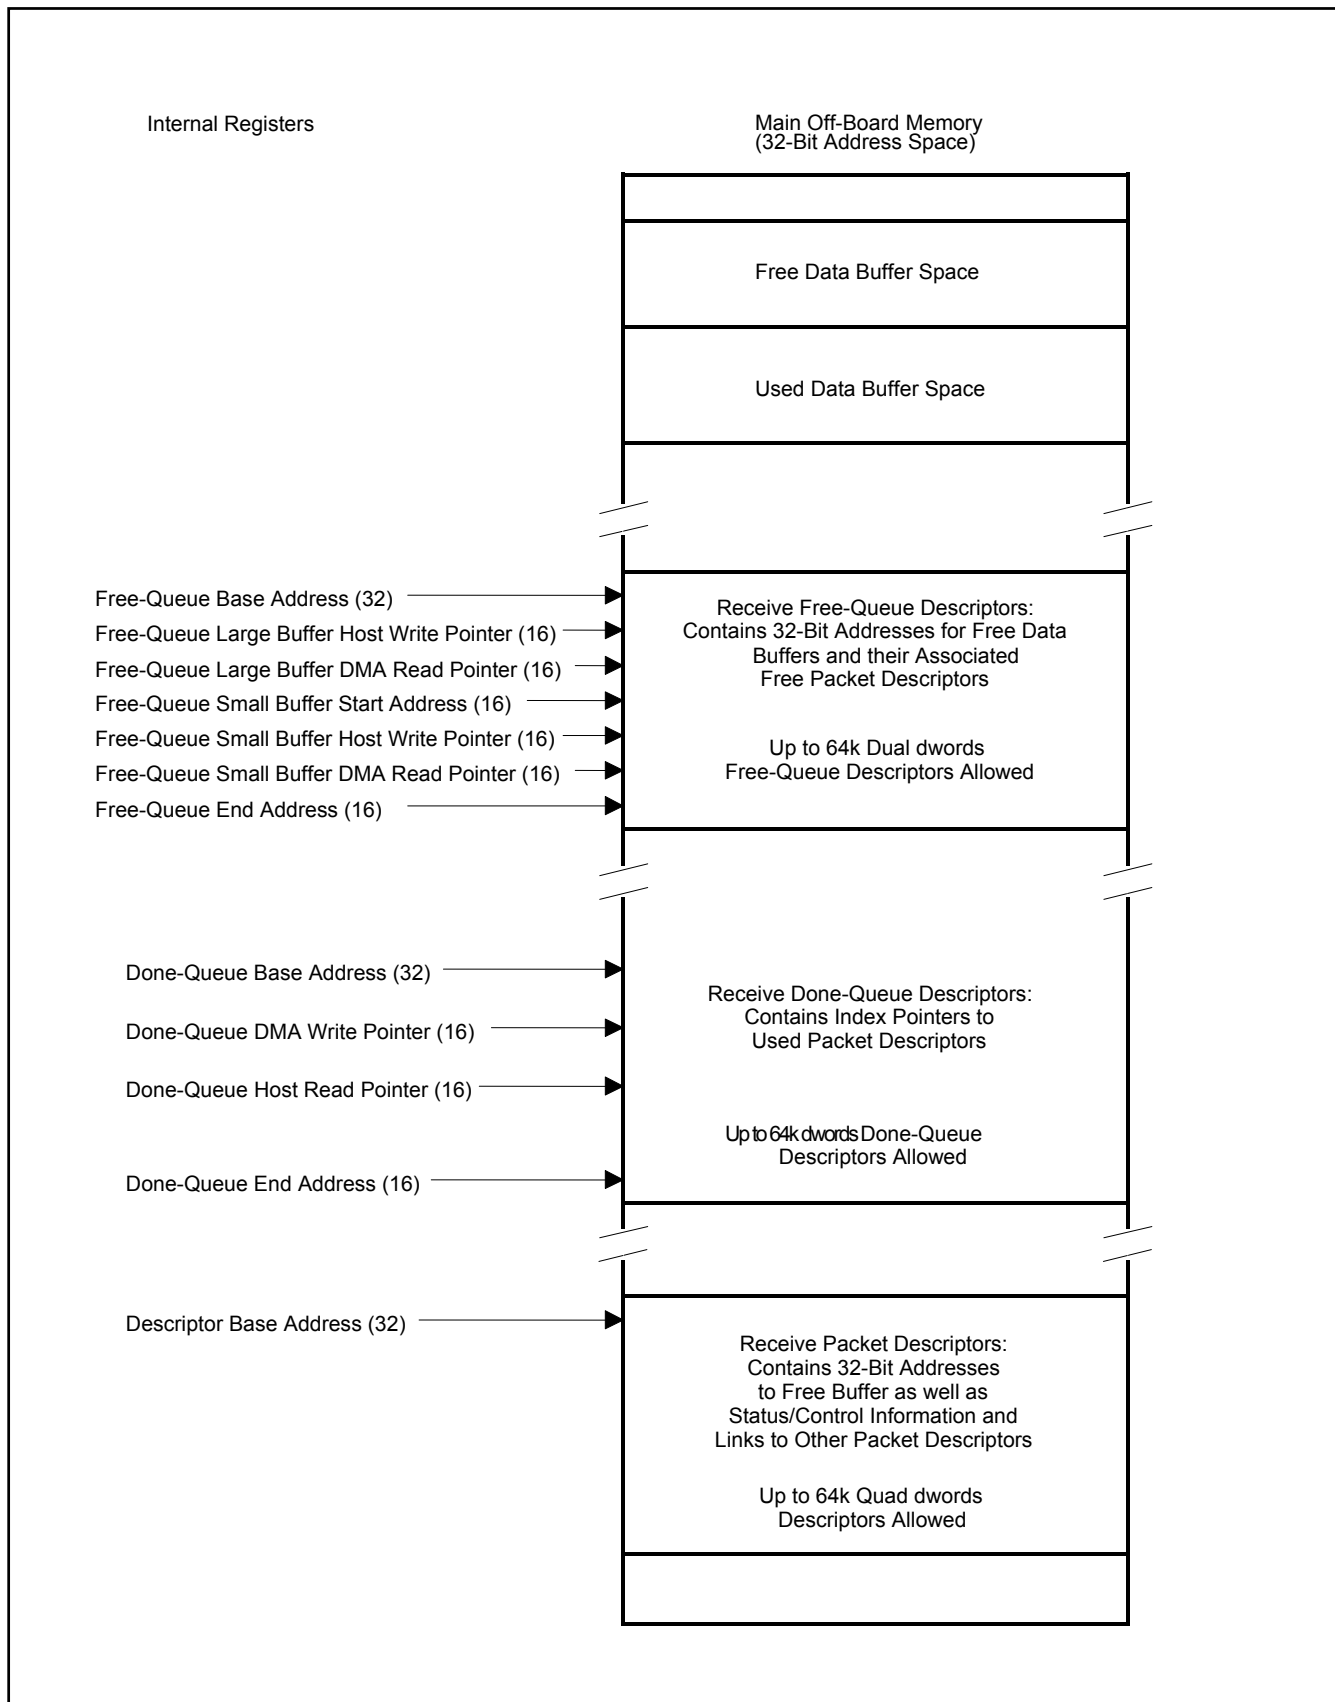 Internal Registers
Main Off-Board Memory
(32-Bit Address Space)
Free Data Buffer Space
Used Data Buffer Space
Free-Queue Base Address (32)
Free-Queue Large Buffer Host Write Pointer (16)
Free-Queue Large Buffer DMA Read Pointer (16)
Free-Queue Small Buffer Start Address (16)
Free-Queue Small Buffer Host Write Pointer (16)
Free-Queue Small Buffer DMA Read Pointer (16)
Free-Queue End Address (16)
Receive Free-Queue Descriptors:
Contains 32-Bit Addresses for Free Data
Buffers and their Associated
Free Packet Descriptors
Up to 64k Dual dwords
Free-Queue Descriptors Allowed
Done-Queue Base Address (32)
Done-Queue DMA Write Pointer (16)
Done-Queue Host Read Pointer (16)
Done-Queue End Address (16)
Receive Done-Queue Descriptors:
Contains Index Pointers to
Used Packet Descriptors
Up to 64k dwords Done-Queue
Descriptors Allowed
Descriptor Base Address (32)
Receive Packet Descriptors:
Contains 32-Bit Addresses
to Free Buffer as well as
Status/Control Information and
Links to Other Packet Descriptors
Up to 64k Quad dwords
Descriptors Allowed